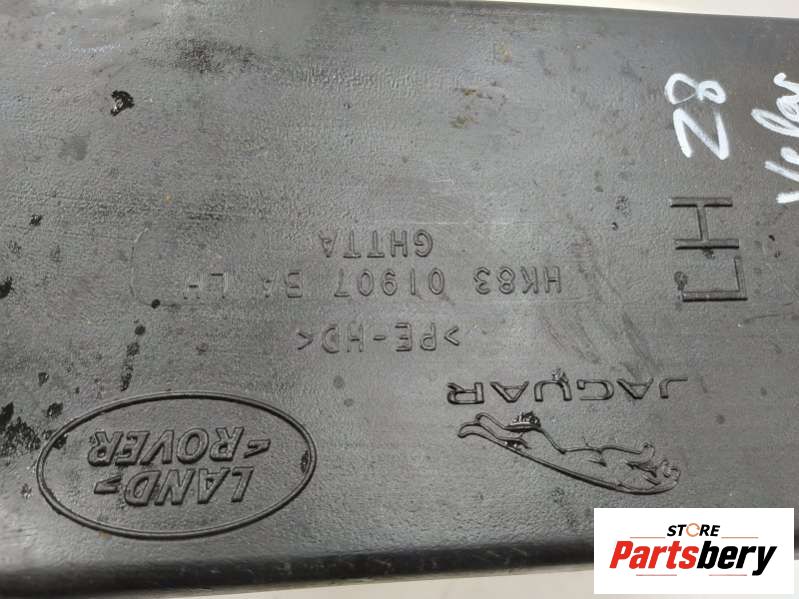 LAND
ROVER
JAGUAR
>PE-HD<
HK83 01907 BA LH
GHTTA
LH
Z8
Velar
STORE
Partsbery